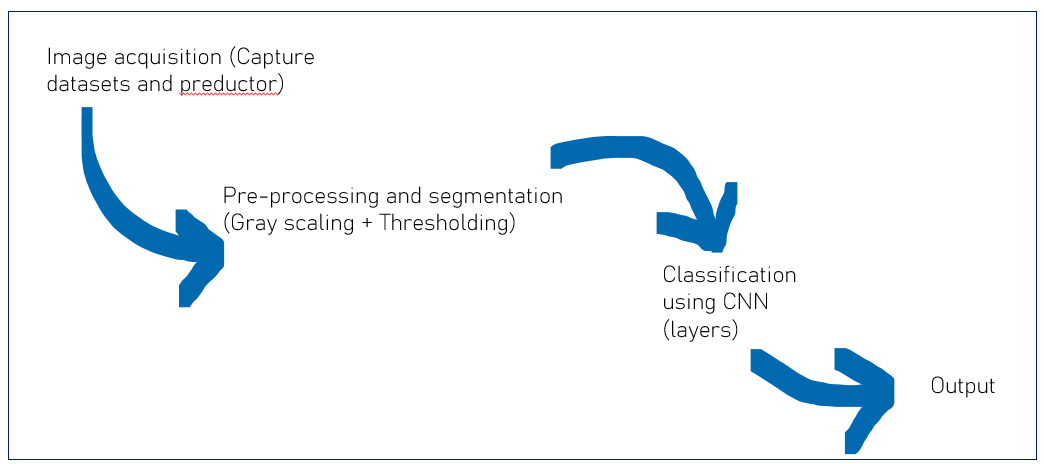 Image acquisition (Capture
datasets and preductor)
Pre-processing and segmentation
(Gray scaling + Thresholding)
Classification
using CNN
(layers)
Output